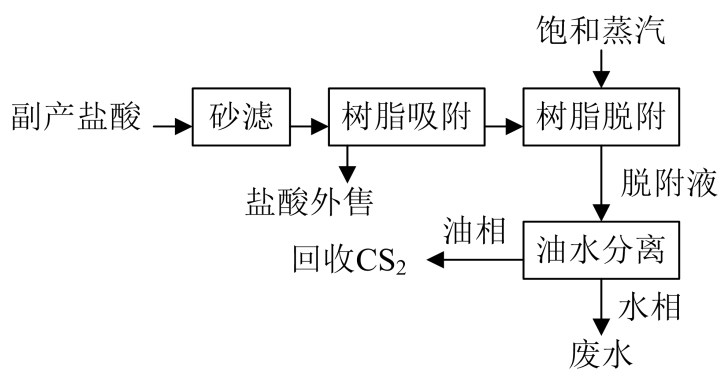 饱和蒸汽
副产盐酸
砂滤
树脂吸附
树脂脱附
盐酸外售
脱附液
油相
回收CS₂
油水分离
水相
废水